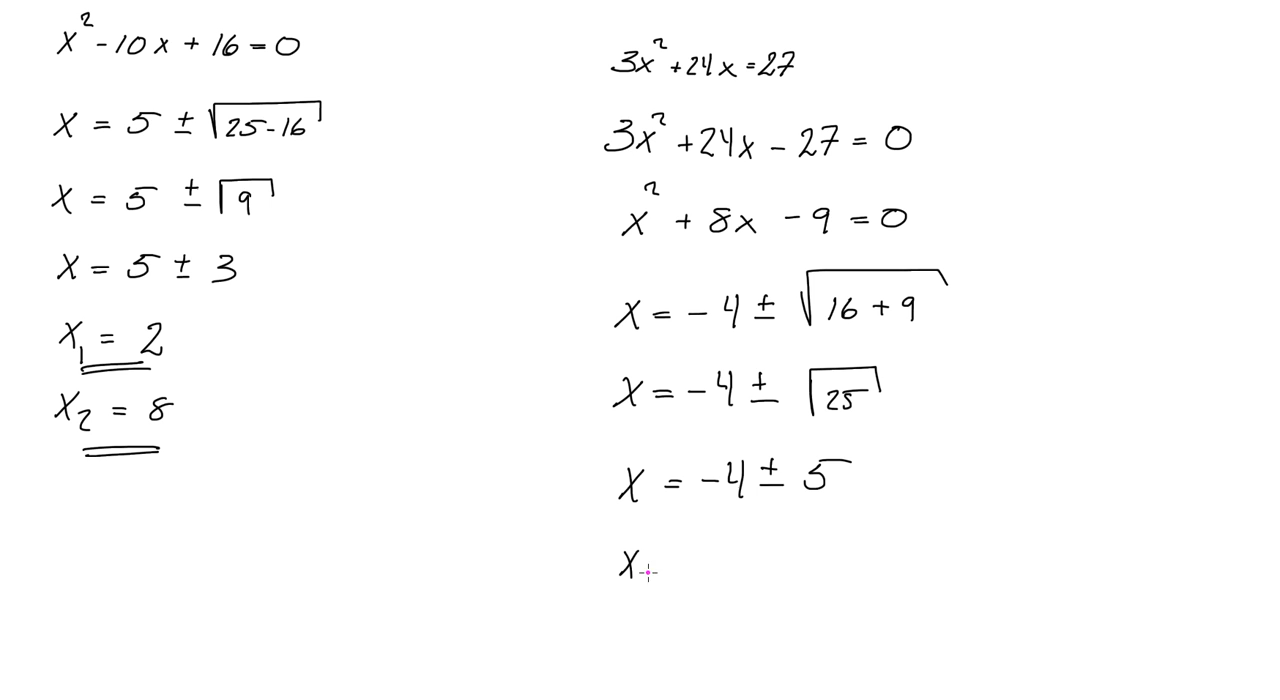 x² - 10x + 16 = 0
x = 5 ± √25-16
x = 5 ± √9
x = 5 ± 3
x₁ = 2
x₂ = 8
3x² + 24x = 27
3x² + 24x - 27 = 0
x² + 8x - 9 = 0
x = -4 ± √16 + 9
x = -4 ± √25
x = -4 ± 5
x